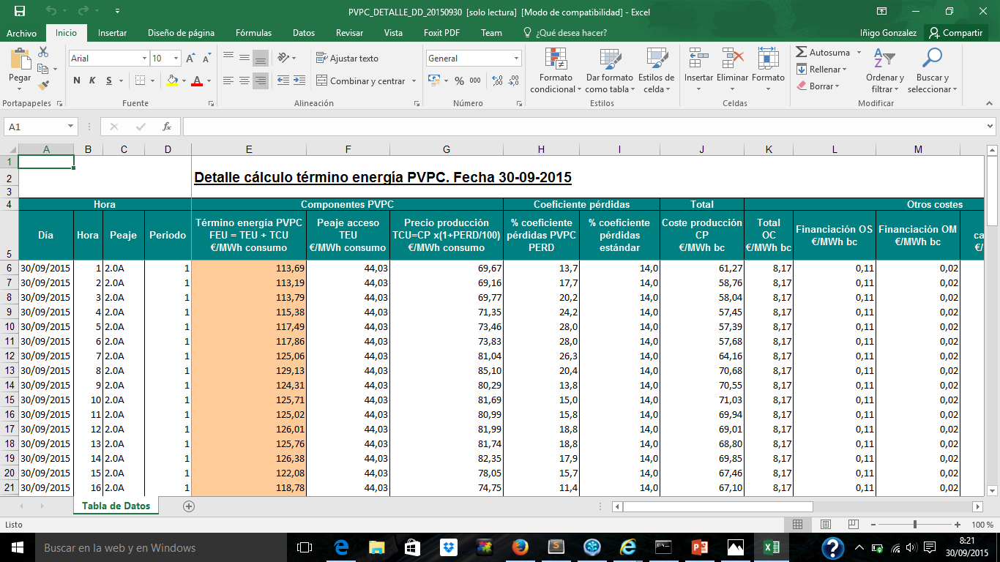 PVPC_DETALLE_DD_20150930 [solo lectura] [Modo de compatibilidad] - Excel
Archivo Inicio Insertar Diseño de página Fórmulas Datos Revisar Vista Foxit PDF Team ¿Qué desea hacer? Iñigo Gonzalez Compartir
Arial 10 A A Ajustar texto General Autosuma
Pegar N K S A Combinar y centrar % 000 Formato condicional Dar formato como tabla Estilos de celda Insertar Eliminar Formato Rellenar Borrar Ordenar y filtrar Buscar y seleccionar
Portapapeles Fuente Alineación Número Estilos Celdas Modificar
A1 fx
A B C D E F G H I J K L M
1
2 Detalle cálculo término energía PVPC. Fecha 30-09-2015
3
4 Hora Componentes PVPC Coeficiente pérdidas Total Otros costes
Término energía PVPC Peaje acceso Precio producción % coeficiente % coeficiente Coste producción Total
Día Hora Peaje Periodo FEU = TEU + TCU TEU TCU=CP x(1+PERD/100) pérdidas PVPC pérdidas CP OC Financiación OS Financiación OM ca
5 €/MWh consumo €/MWh consumo €/MWh consumo PERD estándar €/MWh bc €/MWh bc €/MWh bc €/MWh bc €/
6 30/09/2015 1 2.0A 1 113,69 44,03 69,67 13,7 14,0 61,27 8,17 0,11 0,02
7 30/09/2015 2 2.0A 1 113,19 44,03 69,16 17,7 14,0 58,76 8,17 0,11 0,02
8 30/09/2015 3 2.0A 1 113,79 44,03 69,77 20,2 14,0 58,04 8,17 0,11 0,02
9 30/09/2015 4 2.0A 1 115,38 44,03 71,35 24,2 14,0 57,45 8,17 0,11 0,02
10 30/09/2015 5 2.0A 1 117,49 44,03 73,46 28,0 14,0 57,39 8,17 0,11 0,02
11 30/09/2015 6 2.0A 1 117,86 44,03 73,83 28,0 14,0 57,68 8,17 0,11 0,02
12 30/09/2015 7 2.0A 1 125,06 44,03 81,04 26,3 14,0 64,16 8,17 0,11 0,02
13 30/09/2015 8 2.0A 1 129,13 44,03 85,10 20,4 14,0 70,68 8,17 0,11 0,02
14 30/09/2015 9 2.0A 1 124,31 44,03 80,29 13,8 14,0 70,55 8,17 0,11 0,02
15 30/09/2015 10 2.0A 1 125,71 44,03 81,69 15,0 14,0 71,03 8,17 0,11 0,02
16 30/09/2015 11 2.0A 1 125,02 44,03 80,99 15,8 14,0 69,94 8,17 0,11 0,02
17 30/09/2015 12 2.0A 1 126,01 44,03 81,99 18,8 14,0 69,01 8,17 0,11 0,02
18 30/09/2015 13 2.0A 1 125,76 44,03 81,74 18,8 14,0 68,80 8,17 0,11 0,02
19 30/09/2015 14 2.0A 1 126,38 44,03 82,35 17,9 14,0 69,85 8,17 0,11 0,02
20 30/09/2015 15 2.0A 1 122,08 44,03 78,05 15,7 14,0 67,46 8,17 0,11 0,02
21 30/09/2015 16 2.0A 1 118,78 44,03 74,75 11,4 14,0 67,10 8,17 0,11 0,02
Tabla de Datos
Listo 100 %
Buscar en la web y en Windows 8:21
30/09/2015